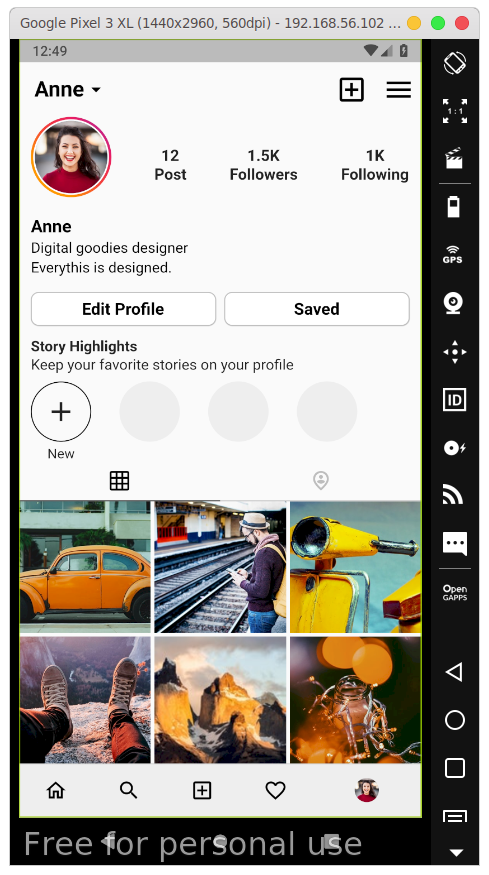 Google Pixel 3 XL (1440x2960, 560dpi) - 192.168.56.102 ...
12:49
Anne
1:1
12
1.5K
1K
Post
Followers
Following
GPS
Anne
Digital goodies designer
Everythis is designed.
Edit Profile
Saved
Story Highlights
Keep your favorite stories on your profile
ID
New
Open
GAPPS
Free for personal use